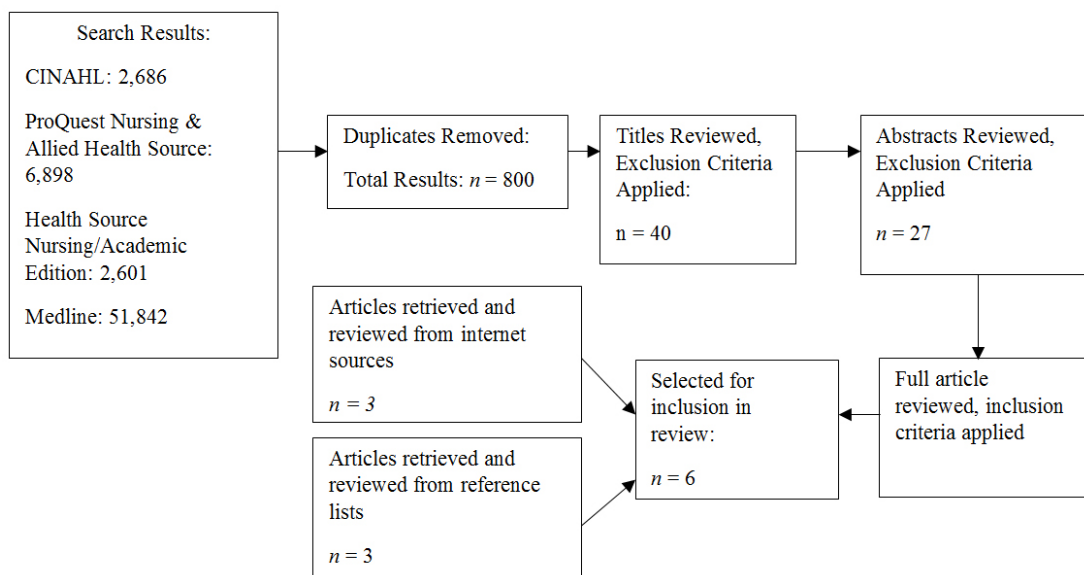 Search Results:
CINAHL: 2,686
ProQuest Nursing &
Allied Health Source:
6,898
Health Source
Nursing/Academic
Edition: 2,601
Medline: 51,842
Duplicates Removed:
Total Results: n = 800
Titles Reviewed,
Exclusion Criteria
Applied:
n = 40
Abstracts Reviewed,
Exclusion Criteria
Applied
n = 27
Articles retrieved and
reviewed from internet
sources
n = 3
Articles retrieved and
reviewed from reference
lists
n = 3
Selected for
inclusion in
review:
n = 6
Full article
reviewed, inclusion
criteria applied